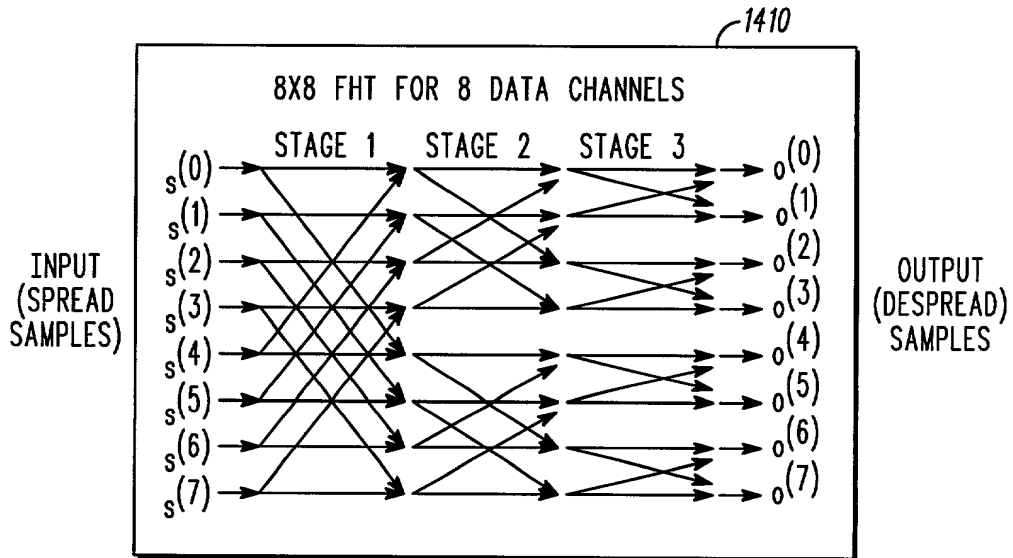 1410
8X8 FHT FOR 8 DATA CHANNELS
STAGE 1 STAGE 2 STAGE 3
s(0)
s(1)
s(2)
s(3)
s(4)
s(5)
s(6)
s(7)
INPUT
(SPREAD
SAMPLES)
o(0)
o(1)
o(2)
o(3)
o(4)
o(5)
o(6)
o(7)
OUTPUT
(DESPREAD)
SAMPLES